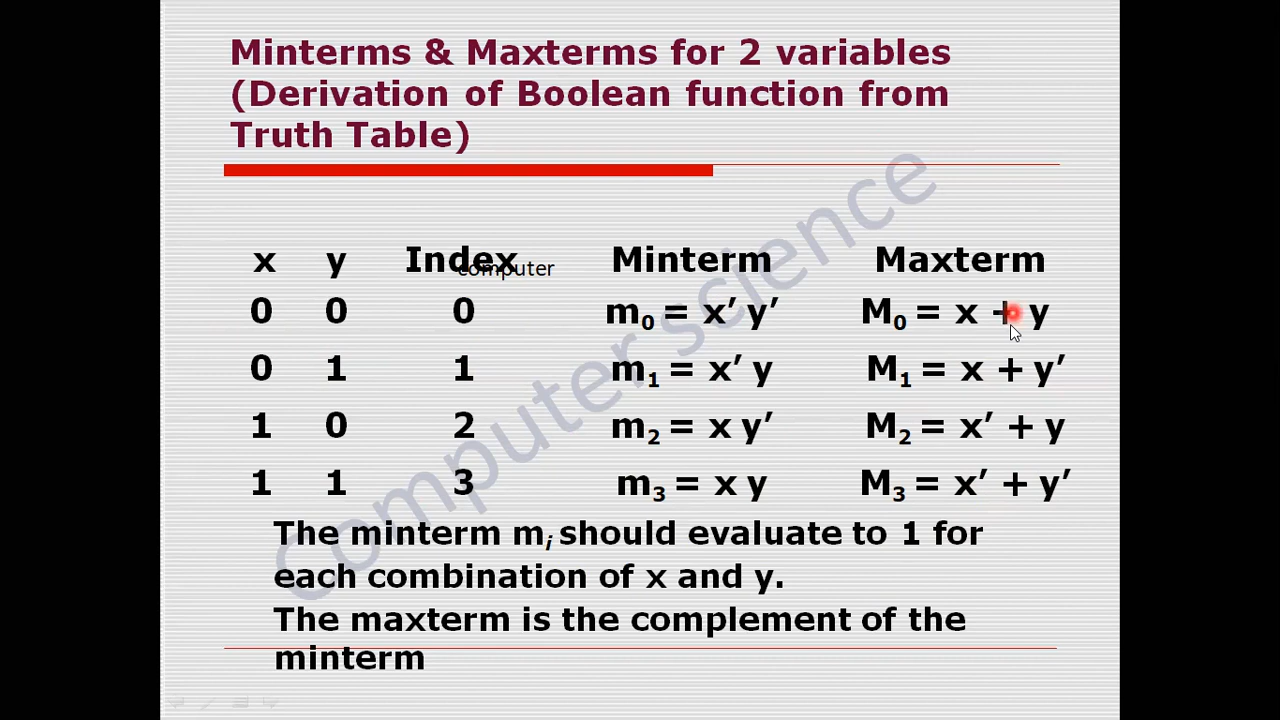 Minterms & Maxterms for 2 variables
(Derivation of Boolean function from
Truth Table)
x y Index Minterm Maxterm
computer
0 0 0 m₀ = x’ y’ M₀ = x + y
0 1 1 m₁ = x’ y M₁ = x + y’
1 0 2 m₂ = x y’ M₂ = x’ + y
1 1 3 m₃ = x y M₃ = x’ + y’
The minterm mᵢ should evaluate to 1 for
each combination of x and y.
The maxterm is the complement of the
minterm
Computer science